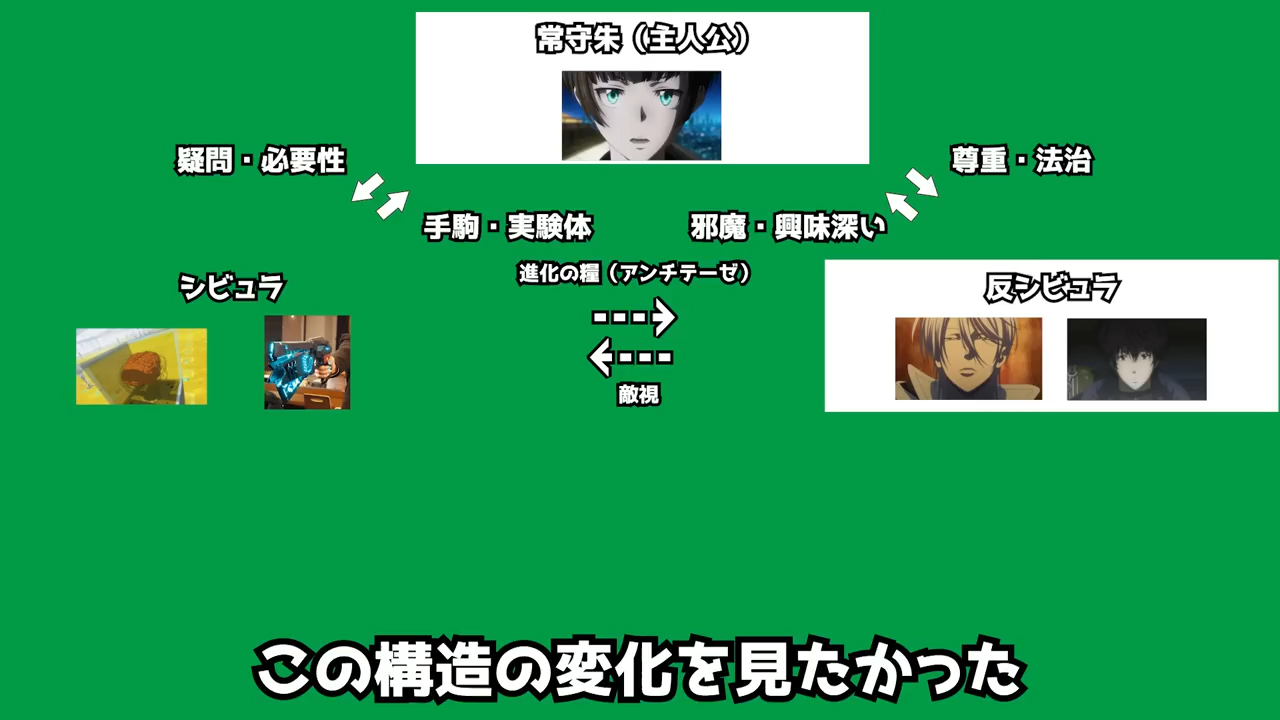 常守朱（主人公）
疑問・必要性
尊重・法治
手駒・実験体
邪魔・興味深い
進化の糧（アンチテーゼ）
シビュラ
反シビュラ
敵視
この構造の変化を見たかった